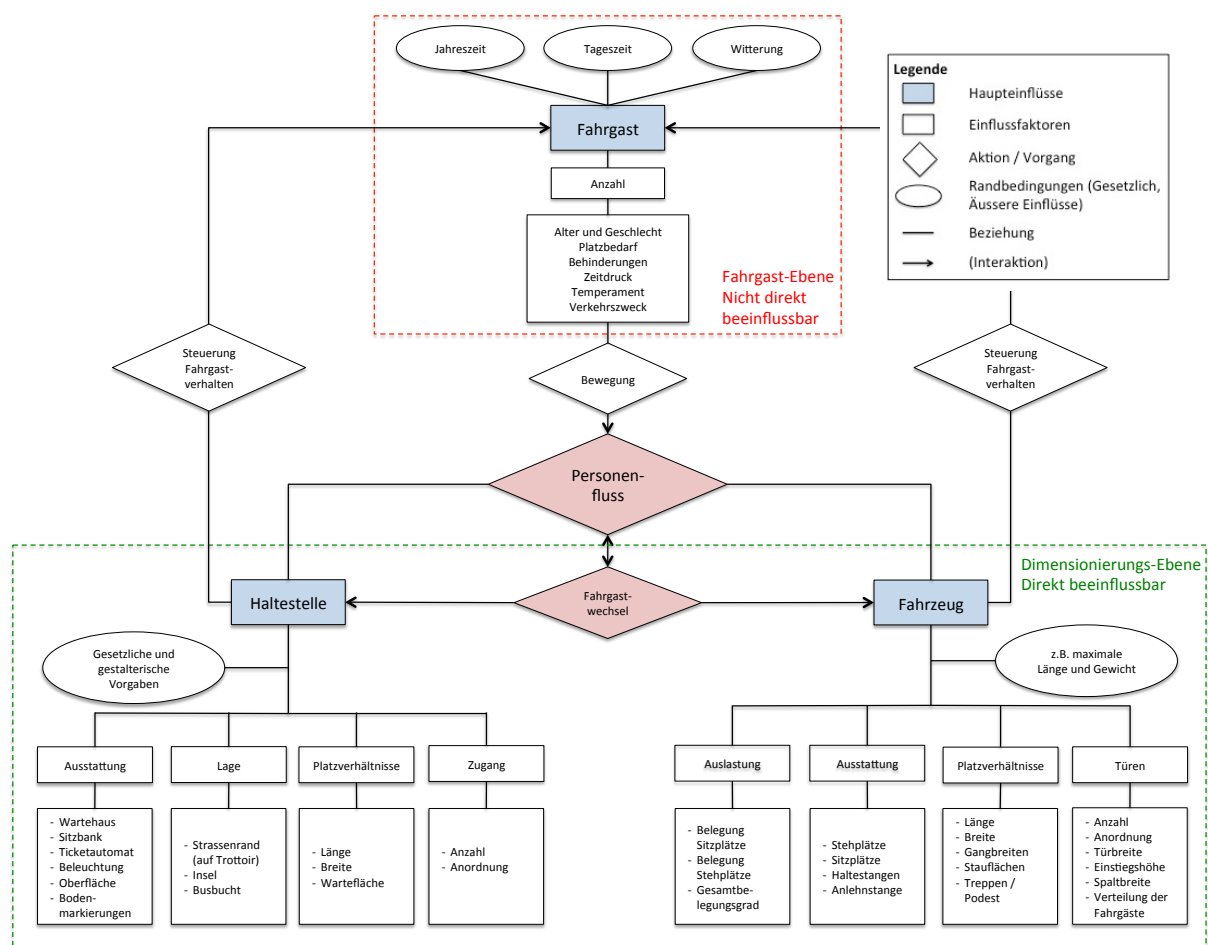 Jahreszeit
Tageszeit
Witterung
Fahrgast
Anzahl
Alter und Geschlecht
Platzbedarf
Behinderungen
Zeitdruck
Temperament
Verkehrszweck
Fahrgast-Ebene
Nicht direkt
beeinflussbar
Legende
Haupteinflüsse
Einflussfaktoren
Aktion / Vorgang
Randbedingungen (Gesetzlich,
Äussere Einflüsse)
Beziehung
(Interaktion)
Steuerung
Fahrgast-
verhalten
Bewegung
Steuerung
Fahrgast-
verhalten
Personen-
fluss
Dimensionierungs-Ebene
Direkt beeinflussbar
Haltestelle
Fahrgast-
wechsel
Fahrzeug
Gesetzliche und
gestalterische
Vorgaben
z.B. maximale
Länge und Gewicht
Ausstattung
Lage
Platzverhältnisse
Zugang
Auslastung
Ausstattung
Platzverhältnisse
Türen
- Wartehaus
- Sitzbank
- Ticketautomat
- Beleuchtung
- Oberfläche
- Boden-
markierungen
- Strassenrand
(auf Trottoir)
- Insel
- Busbucht
- Länge
- Breite
- Wartefläche
- Anzahl
- Anordnung
- Belegung
Sitzplätze
- Belegung
Stehplätze
- Gesamtbe-
legungsgrad
- Stehplätze
- Sitzplätze
- Haltestangen
- Anlehnstange
- Länge
- Breite
- Gangbreiten
- Stauflächen
- Treppen /
Podest
- Anzahl
- Anordnung
- Türbreite
- Einstiegshöhe
- Spaltbreite
- Verteilung der
Fahrgäste